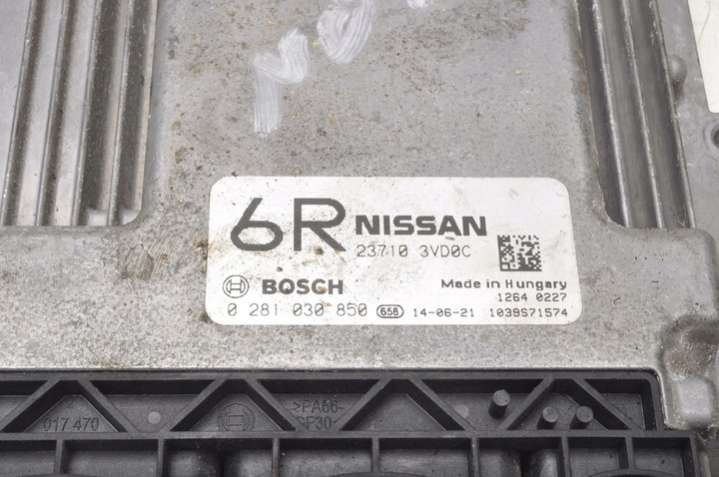 6R NISSAN
23710 3VD0C
BOSCH Made in Hungary
1264 0227
0 281 030 850 658 14-06-21 1039S71574
017 470
>PA66-
GF30